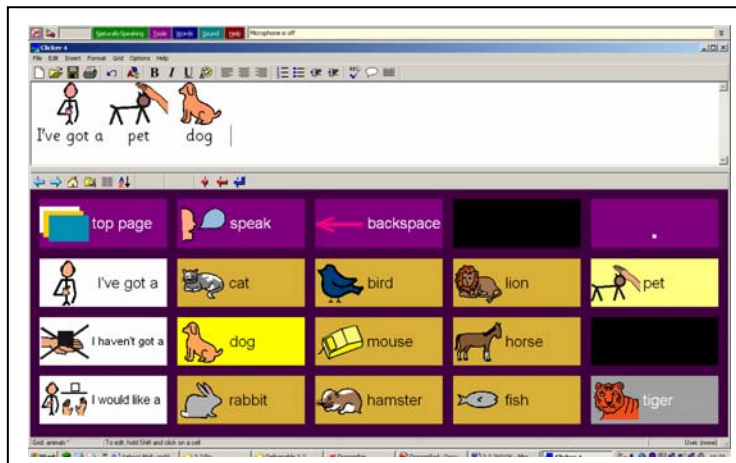 NaturallySpeaking Tools Words Sound Help Microphone is off
Clicker 4
File Edit Insert Format Grid Options Help
B I U
I've got a pet dog
top page speak backspace .
I've got a cat bird lion pet
I haven't got a dog mouse horse
I would like a rabbit hamster fish tiger
Grid: animals * To edit, hold Shift and click on a cell User: (none)
Clicker 4